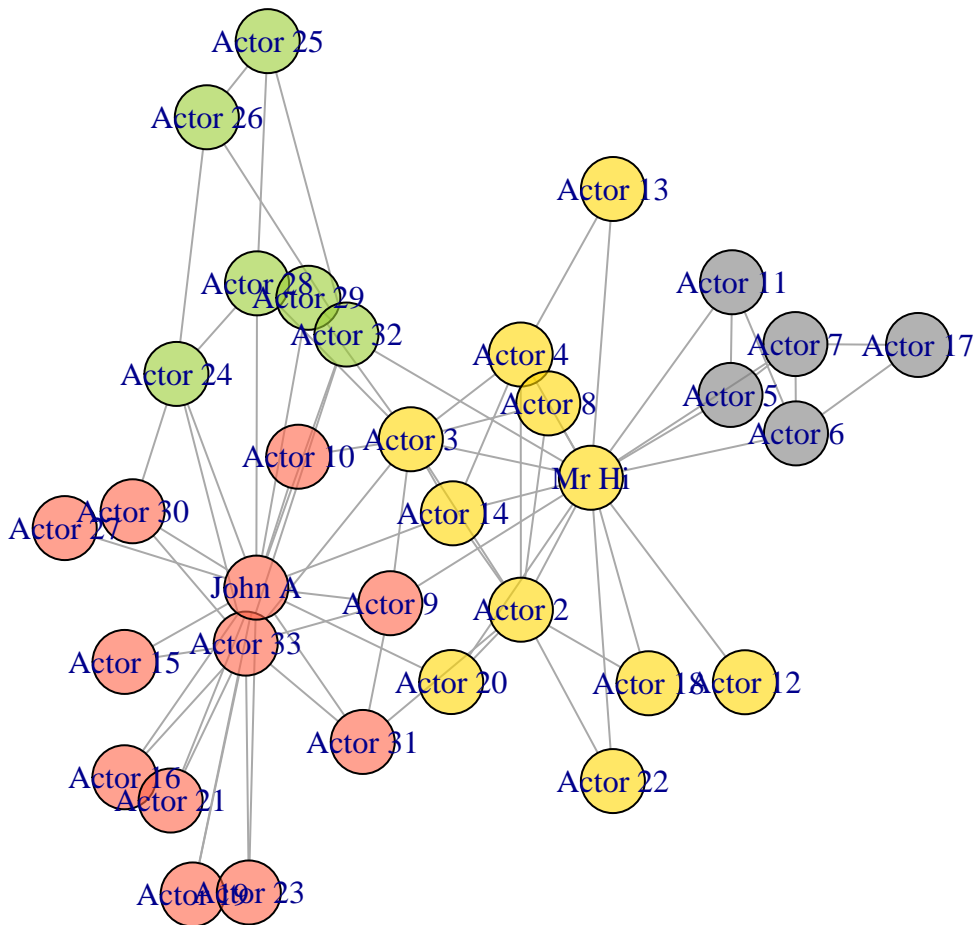 Actor 25
Actor 26
Actor 13
Actor 28
Actor 11
Actor 29
Actor 32
Actor 7
Actor 17
Actor 4
Actor 24
Actor 5
Actor 8
Actor 3
Actor 6
Actor 10
Mr Hi
Actor 30
Actor 14
Actor 27
John A
Actor 9
Actor 2
Actor 33
Actor 15
Actor 20
Actor 18
Actor 12
Actor 31
Actor 16
Actor 22
Actor 21
Actor 19
Actor 23